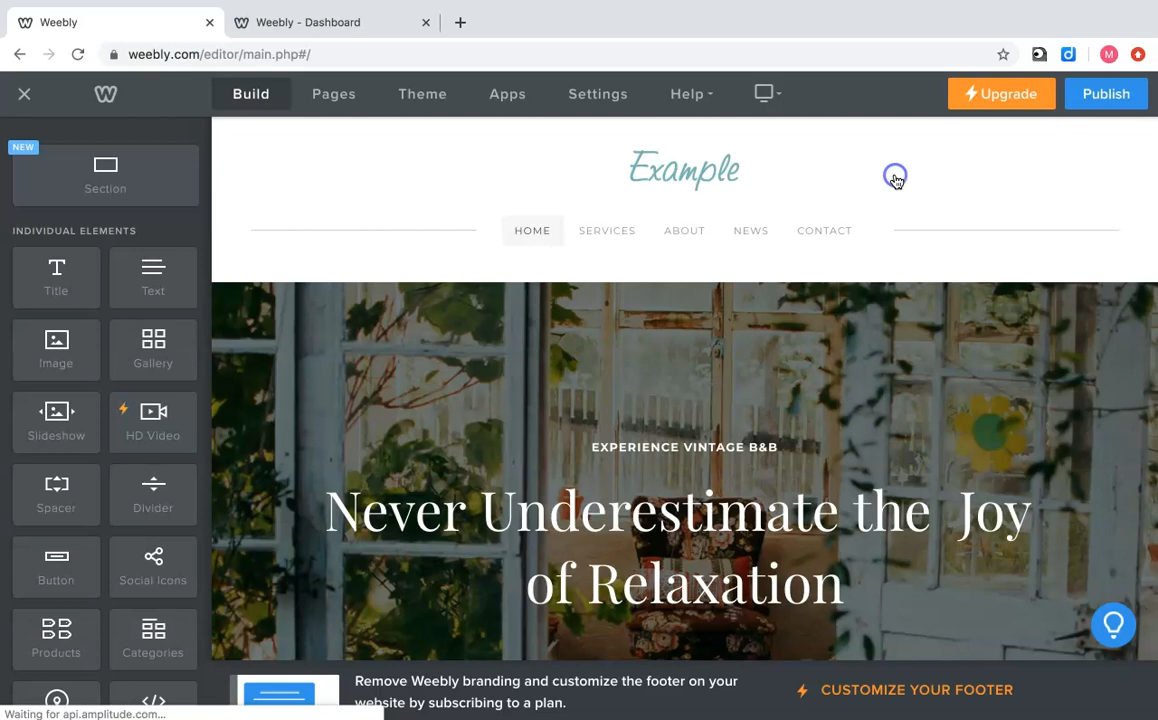 Weebly
Weebly - Dashboard
weebly.com/editor/main.php#/
M
Build Pages Theme Apps Settings Help Upgrade Publish
NEW
Section
INDIVIDUAL ELEMENTS
Title Text
Image Gallery
Slideshow HD Video
Spacer Divider
Button Social Icons
Products Categories
Example
HOME SERVICES ABOUT NEWS CONTACT
EXPERIENCE VINTAGE B&B
Never Underestimate the Joy
of Relaxation
Remove Weebly branding and customize the footer on your
website by subscribing to a plan.
CUSTOMIZE YOUR FOOTER
Waiting for api.amplitude.com...